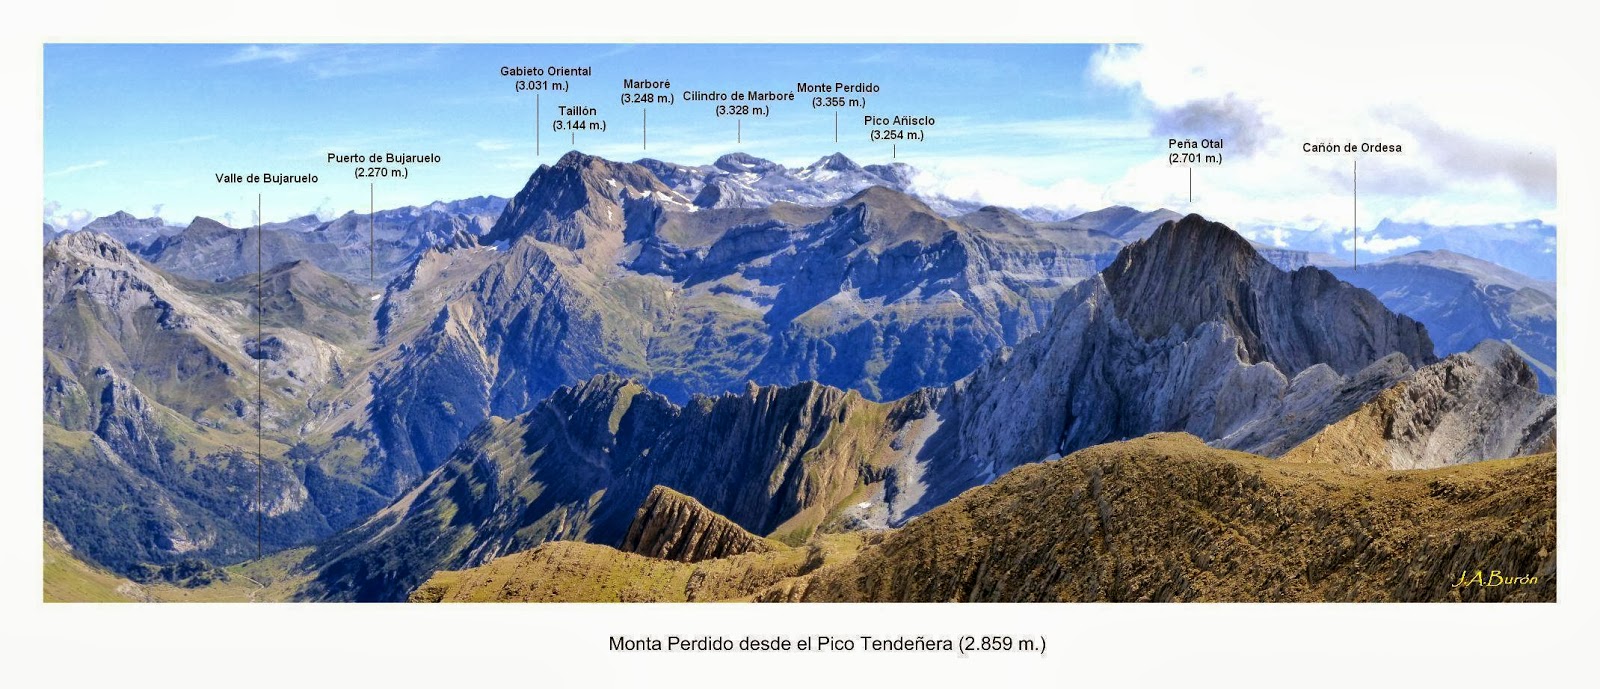 Gabieto Oriental
(3.031 m.)
Taillón
(3.144 m.)
Marboré
(3.248 m.)
Cilindro de Marboré
(3.328 m.)
Monte Perdido
(3.355 m.)
Pico Añisclo
(3.254 m.)
Peña Otal
(2.701 m.)
Cañón de Ordesa
Puerto de Bujaruelo
(2.270 m.)
Valle de Bujaruelo
J.A.Burón
Monta Perdido desde el Pico Tendeñera (2.859 m.)